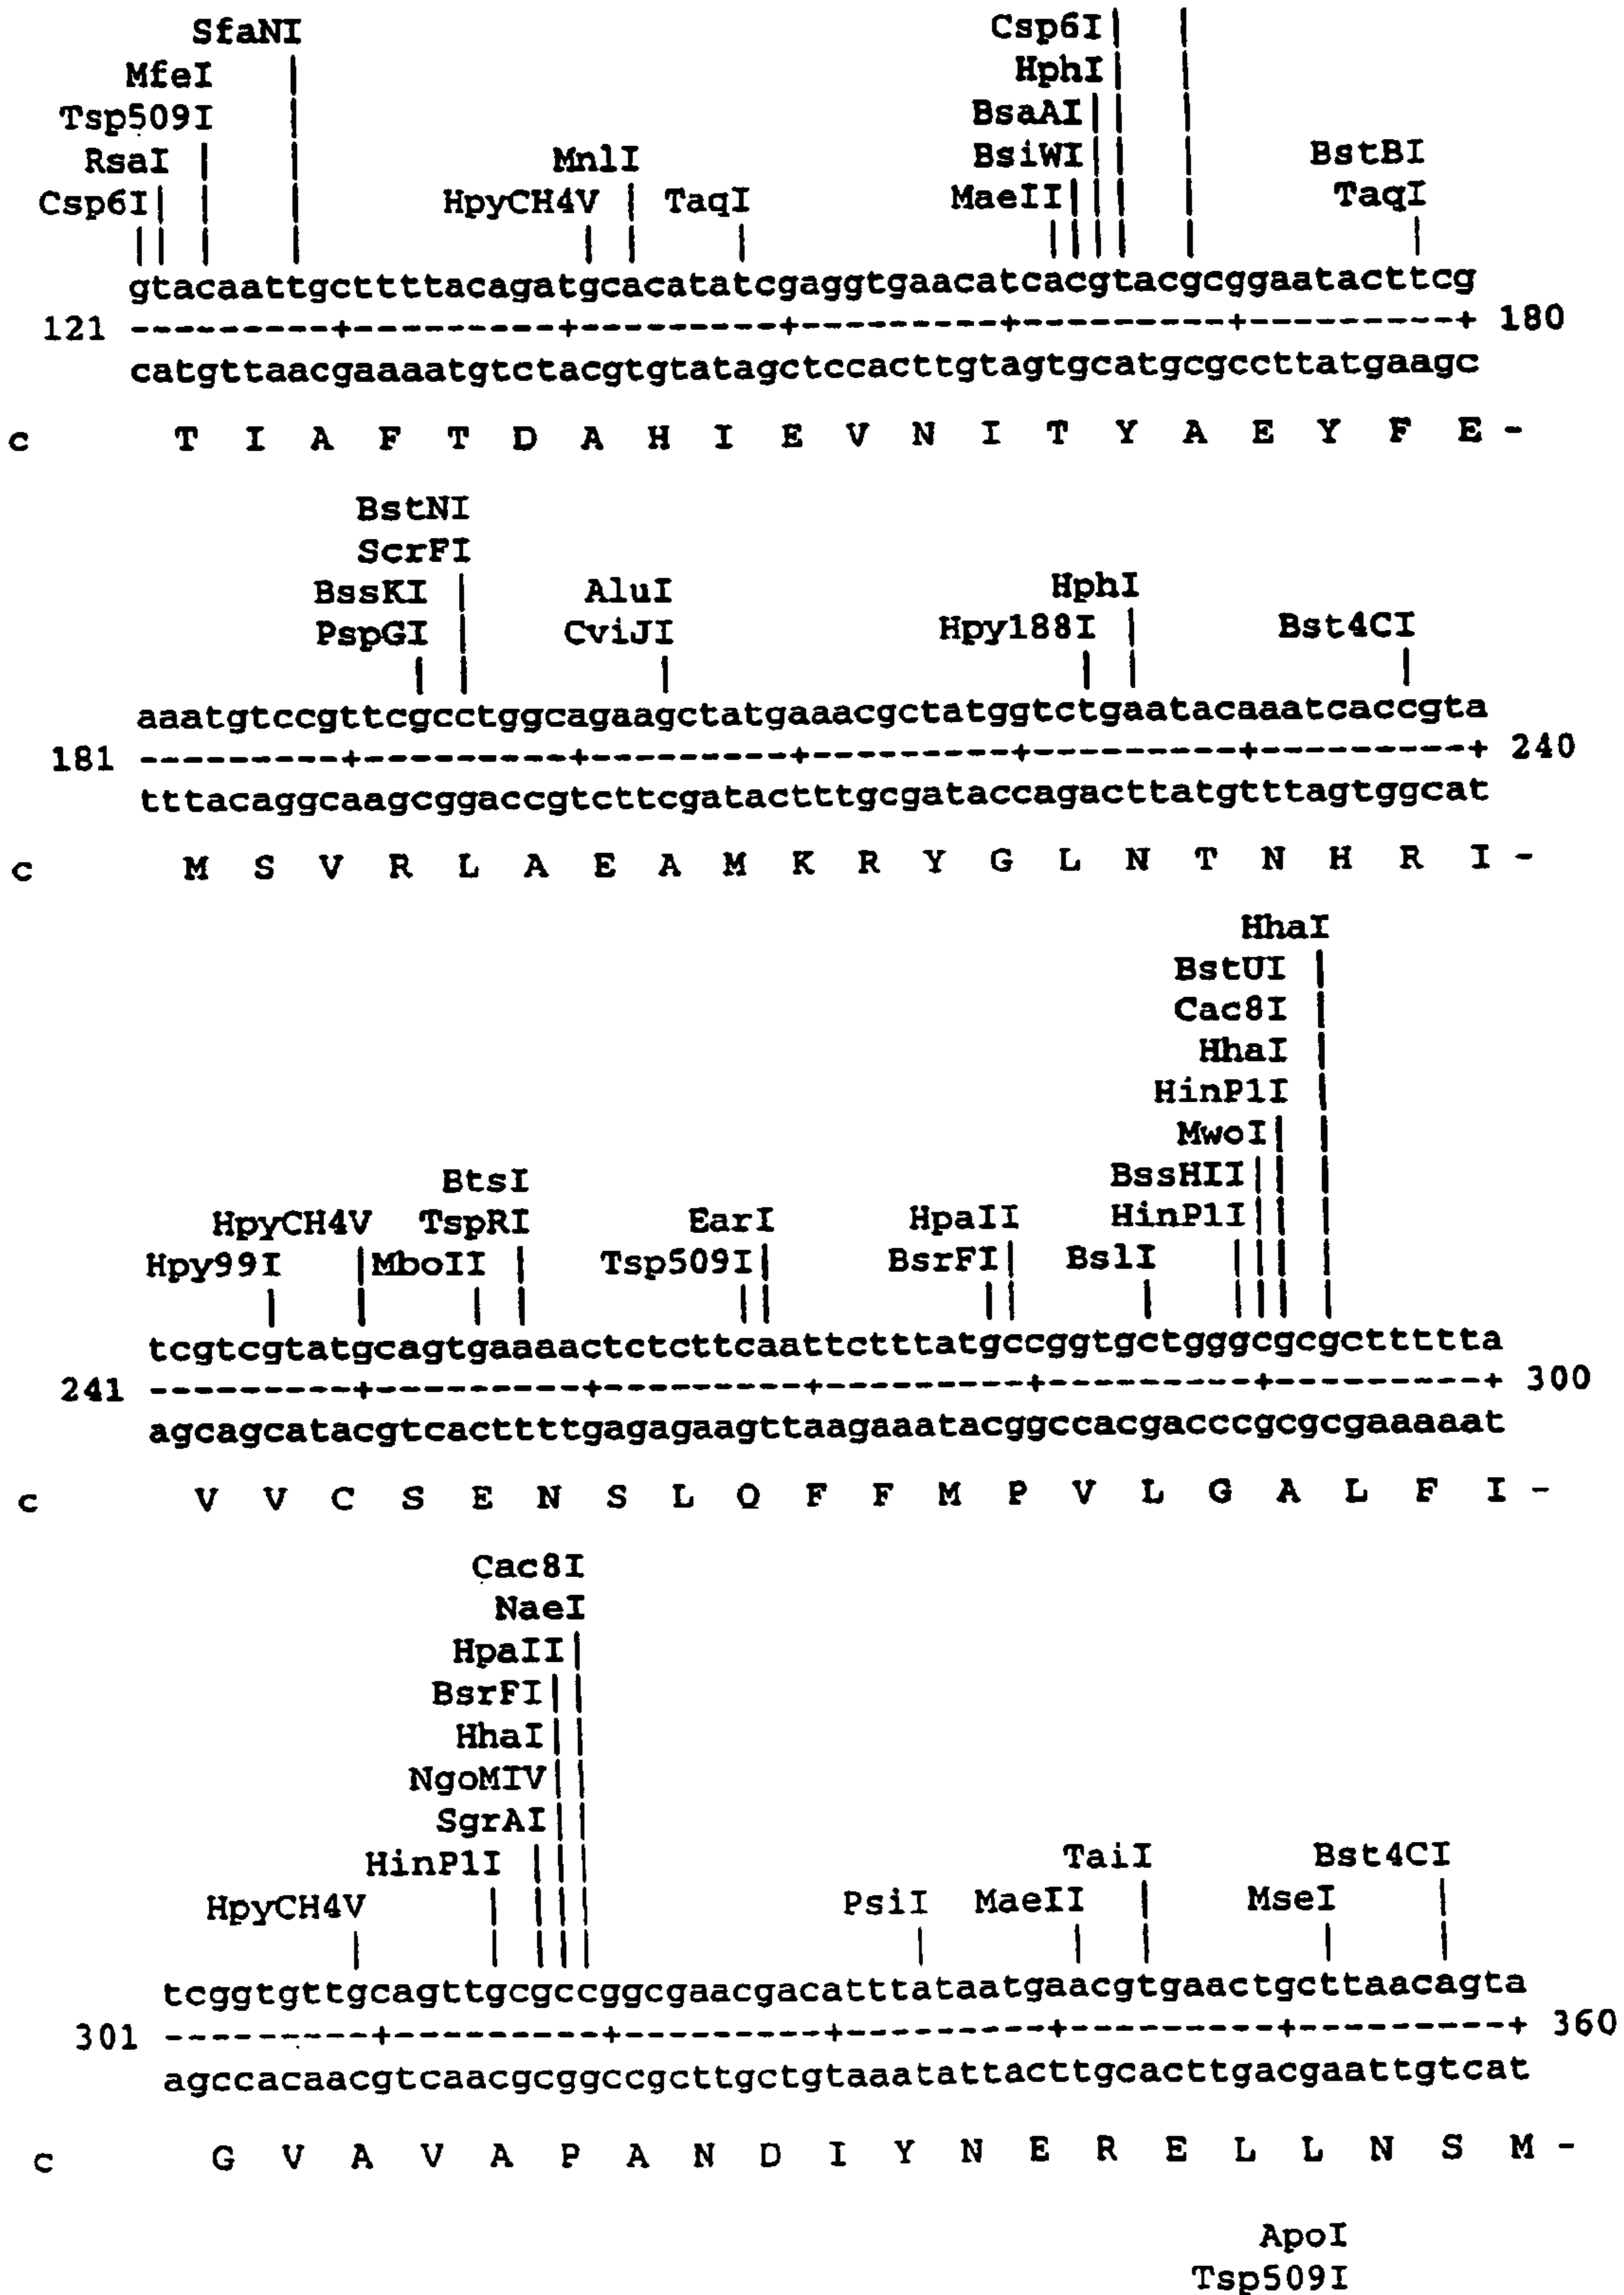 SfaNI Csp6I| |
MfeI | HphI| |
Tsp509I | BsaAI|| |
RsaI | | MnlI BsiWI|| | BstBI
Csp6I| | | HpyCH4V | TaqI MaeII||| | TaqI
|| | | | | | |||| | |
gtacaattgcttttacagatgcacatatcgaggtgaacatcacgtacgcggaatacttcg
121 ---------+---------+---------+---------+---------+---------+ 180
catgttaacgaaaatgtctacgtgtatagctccacttgtagtgcatgcgccttatgaagc
c T I A F T D A H I E V N I T Y A E Y F E -
BstNI
ScrFI
BssKI | AluI HphI
PspGI | CviJI Hpy188I | Bst4CI
| | | | | |
aaatgtccgttcgcctggcagaagctatgaaacgctatggtctgaatacaaatcaccgta
181 ---------+---------+---------+---------+---------+---------+ 240
tttacaggcaagcggaccgtcttcgatactttgcgataccagacttatgtttagtggcat
c M S V R L A E A M K R Y G L N T N H R I -
HhaI
BstUI |
Cac8I |
HhaI |
HinP1I |
MwoI| |
BtsI BssHII|| |
HpyCH4V TspRI EarI HpaII HinP1I|| |
Hpy99I |MboII | Tsp509I| BsrFI| BslI ||| |
| | | | || || | ||| |
tcgtcgtatgcagtgaaaactctcttcaattctttatgccggtgctgggcgcgcttttta
241 ---------+---------+---------+---------+---------+---------+ 300
agcagcatacgtcacttttgagagaagttaagaaatacggccacgacccgcgcgaaaaat
c V V C S E N S L Q F F M P V L G A L F I -
Cac8I
NaeI
HpaII|
BsrFI||
HhaI||
NgoMIV||
SgrAI||
HinP1I ||| TaiI Bst4CI
HpyCH4V | ||| PsiI MaeII | MseI |
| | ||| | | | | |
tcggtgttgcagttgcgccggcgaacgacatttataatgaacgtgaactgcttaacagta
301 ---------+---------+---------+---------+---------+---------+ 360
agccacaacgtcaacgcggccgcttgctgtaaatattacttgcacttgacgaattgtcat
c G V A V A P A N D I Y N E R E L L N S M -
ApoI
Tsp509I